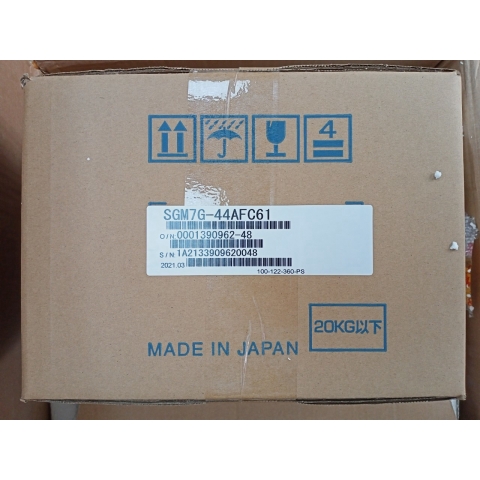 4
SGM7G-44AFC61
O/N 0001390962-48
S/N 1A2133909620048
2021.03
100-122-360-PS
20KG以下
MADE IN JAPAN